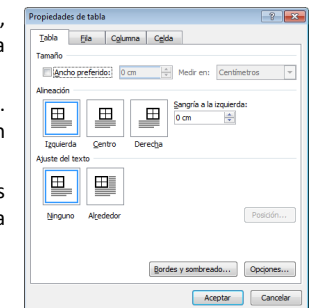 Propiedades de tabla
Tabla Fila Columna Celda
Tamaño
Ancho preferido: 0 cm Medir en: Centímetros
Alineación
Sangría a la izquierda:
0 cm
Izquierda Centro Derecha
Ajuste del texto
Ninguno Alrededor
Posición...
Bordes y sombreado... Opciones...
Aceptar Cancelar